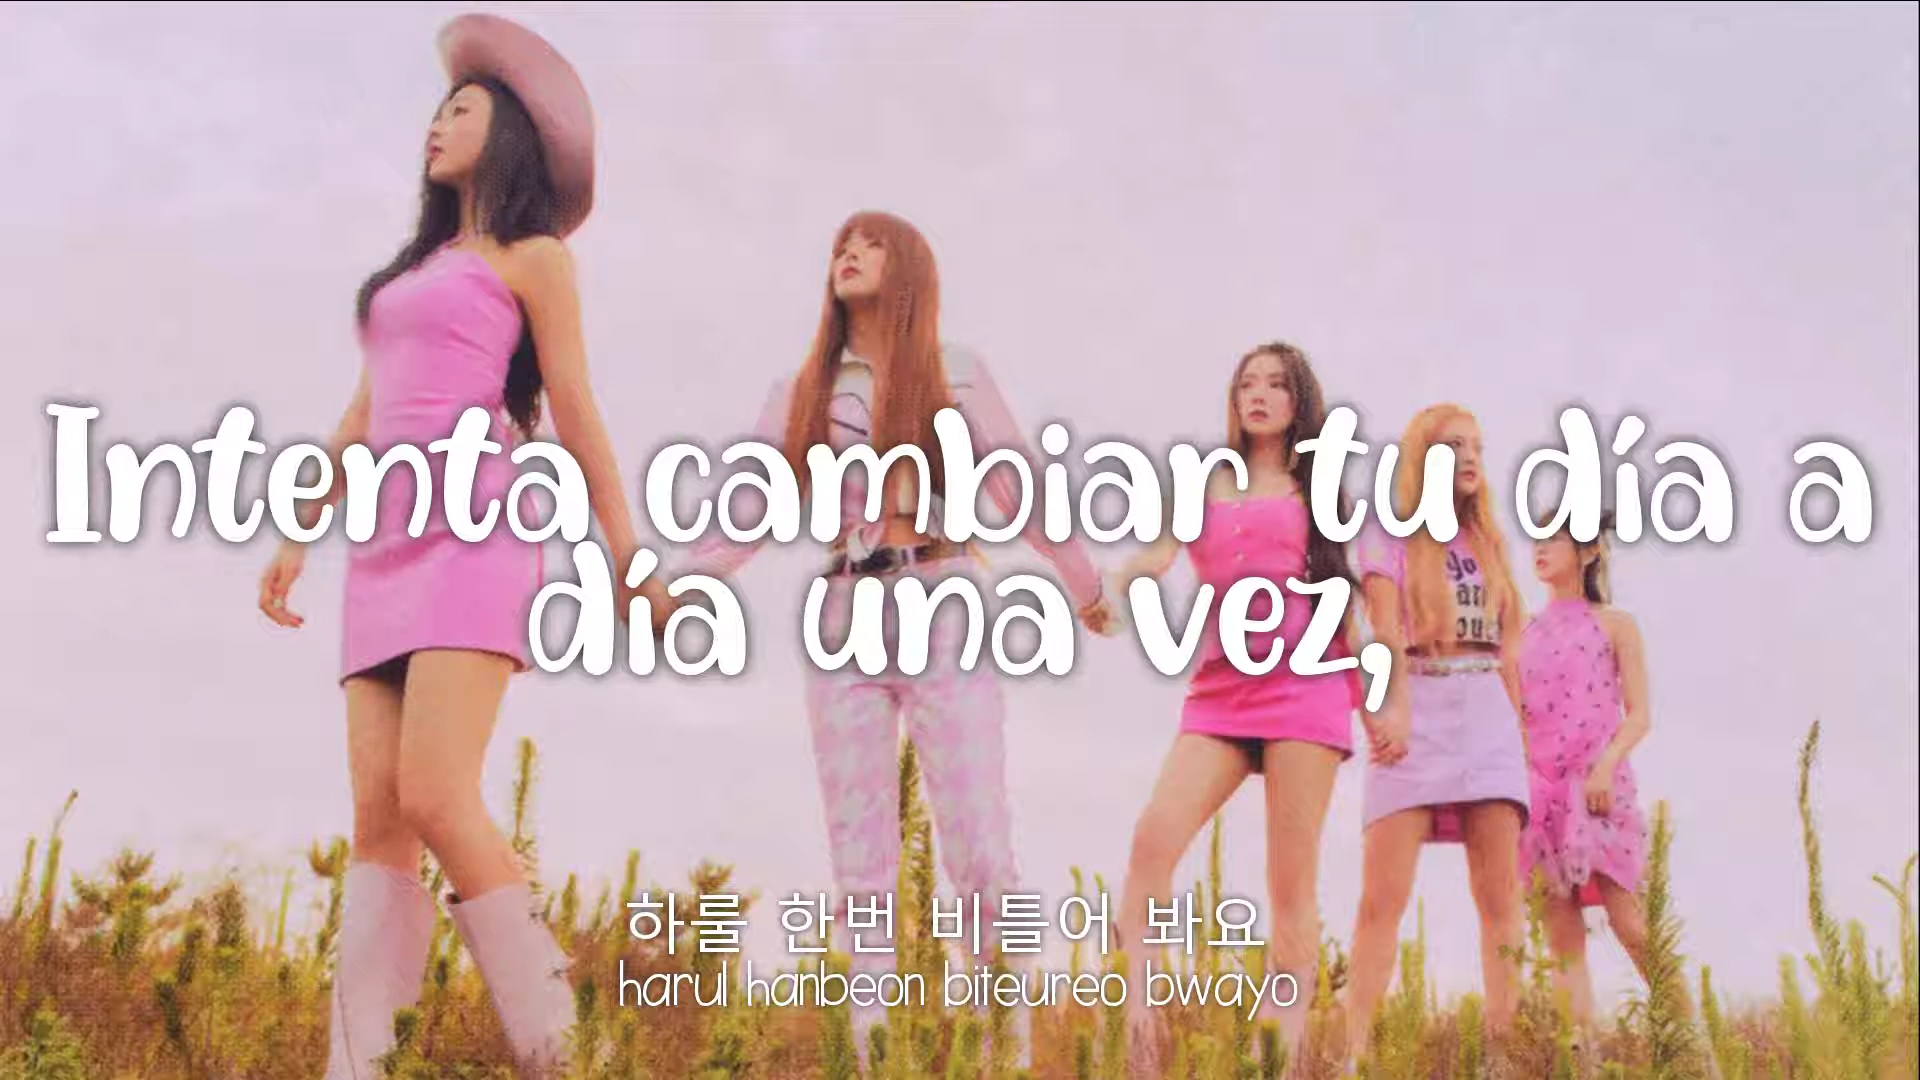 Intenta cambiar tu día a
día una vez,
하룰 한번 비틀어 봐요
harul hanbeon biteureo bwayo